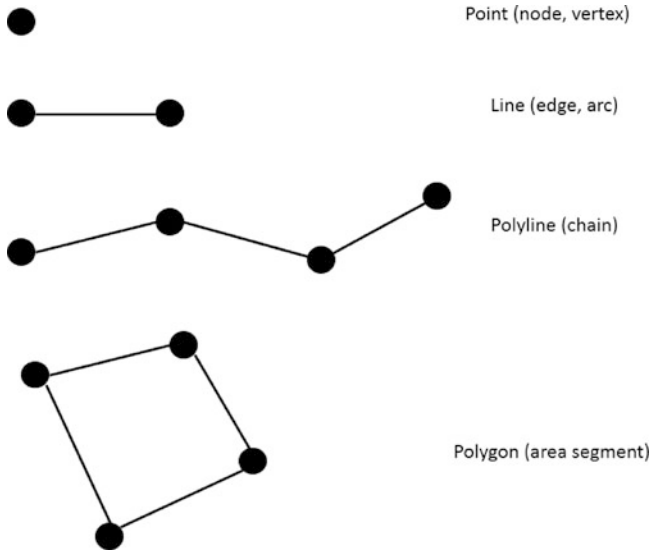 Point (node, vertex)
Line (edge, arc)
Polyline (chain)
Polygon (area segment)